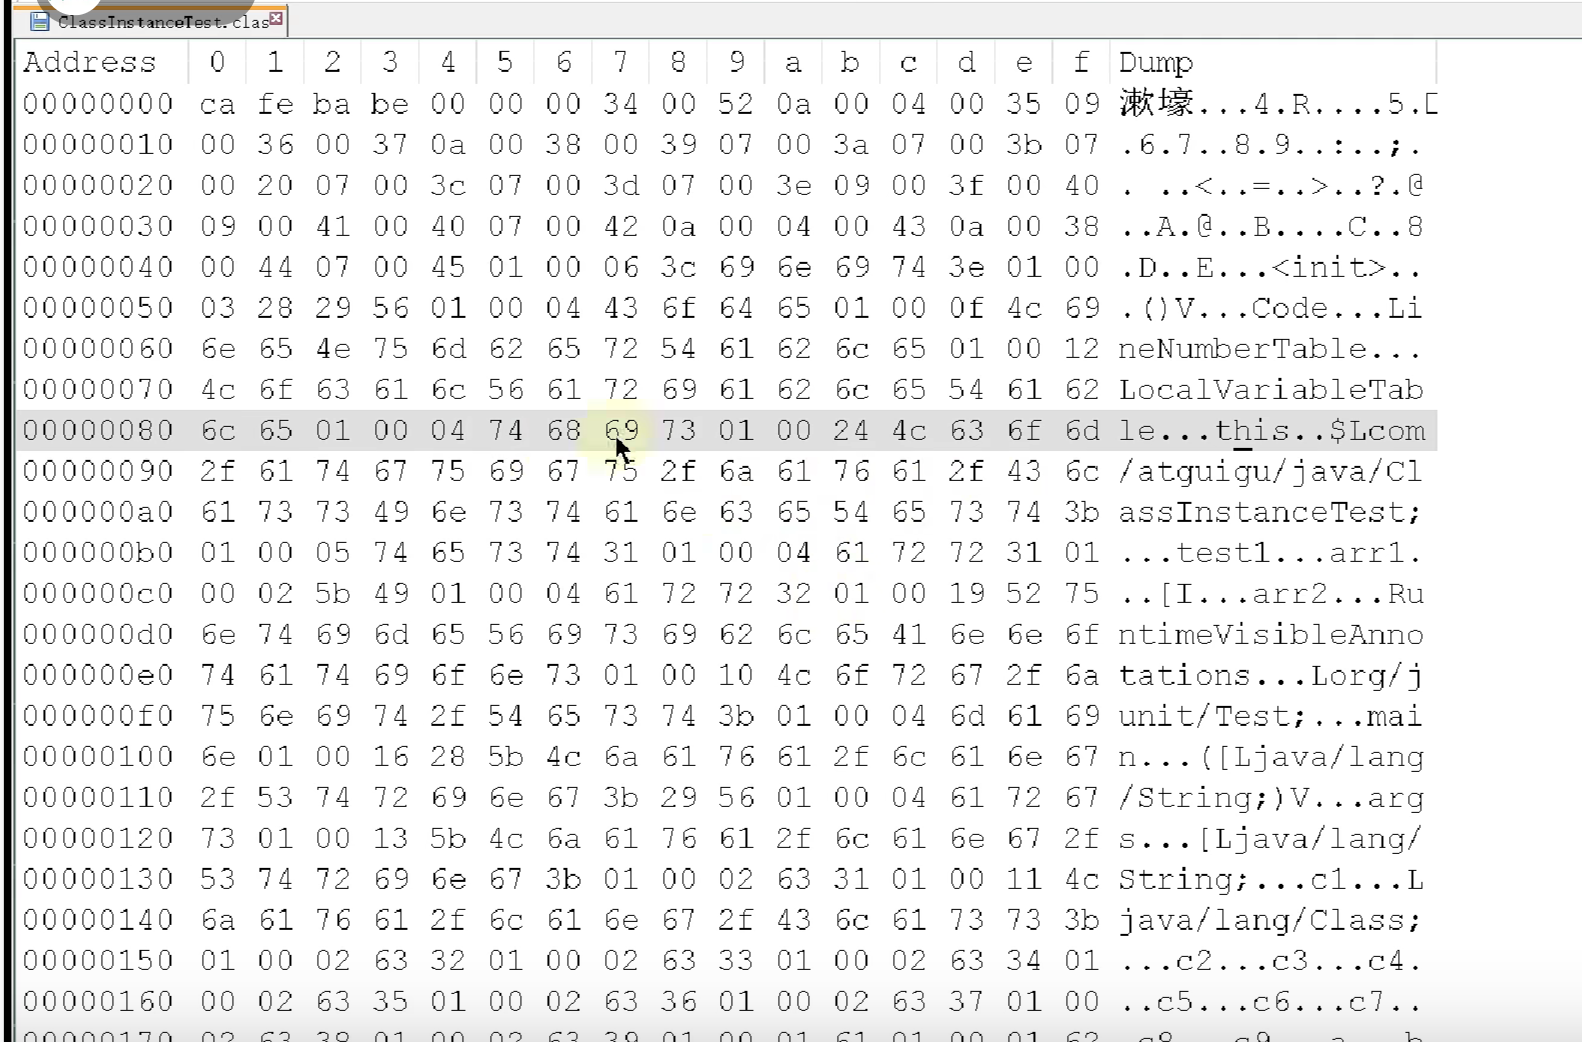 ClassInstanceTest.clas
Address 0 1 2 3 4 5 6 7 8 9 a b c d e f Dump
00000000 ca fe ba be 00 00 00 34 00 52 0a 00 04 00 35 09 漱壕...4.R....5.
00000010 00 36 00 37 0a 00 38 00 39 07 00 3a 07 00 3b 07 .6.7..8.9..:..;.
00000020 00 20 07 00 3c 07 00 3d 07 00 3e 09 00 3f 00 40 . ..<..=..>..?.@
00000030 09 00 41 00 40 07 00 42 0a 00 04 00 43 0a 00 38 ..A.@..B....C..8
00000040 00 44 07 00 45 01 00 06 3c 69 6e 69 74 3e 01 00 .D..E...<init>..
00000050 03 28 29 56 01 00 04 43 6f 64 65 01 00 0f 4c 69 .()V...Code...Li
00000060 6e 65 4e 75 6d 62 65 72 54 61 62 6c 65 01 00 12 neNumberTable...
00000070 4c 6f 63 61 6c 56 61 72 69 61 62 6c 65 54 61 62 LocalVariableTab
00000080 6c 65 01 00 04 74 68 69 73 01 00 24 4c 63 6f 6d le...this..$Lcom
00000090 2f 61 74 67 75 69 67 75 2f 6a 61 76 61 2f 43 6c /atguigu/java/Cl
000000a0 61 73 73 49 6e 73 74 61 6e 63 65 54 65 73 74 3b assInstanceTest;
000000b0 01 00 05 74 65 73 74 31 01 00 04 61 72 72 31 01 ...test1...arr1.
000000c0 00 02 5b 49 01 00 04 61 72 72 32 01 00 19 52 75 ..[I...arr2...Ru
000000d0 6e 74 69 6d 65 56 69 73 69 62 6c 65 41 6e 6e 6f ntimeVisibleAnno
000000e0 74 61 74 69 6f 6e 73 01 00 10 4c 6f 72 67 2f 6a tations...Lorg/j
000000f0 75 6e 69 74 2f 54 65 73 74 3b 01 00 04 6d 61 69 unit/Test;...mai
00000100 6e 01 00 16 28 5b 4c 6a 61 76 61 2f 6c 61 6e 67 n...([Ljava/lang
00000110 2f 53 74 72 69 6e 67 3b 29 56 01 00 04 61 72 67 /String;)V...arg
00000120 73 01 00 13 5b 4c 6a 61 76 61 2f 6c 61 6e 67 2f s...[Ljava/lang/
00000130 53 74 72 69 6e 67 3b 01 00 02 63 31 01 00 11 4c String;...c1...L
00000140 6a 61 76 61 2f 6c 61 6e 67 2f 43 6c 61 73 73 3b java/lang/Class;
00000150 01 00 02 63 32 01 00 02 63 33 01 00 02 63 34 01 ...c2...c3...c4.
00000160 00 02 63 35 01 00 02 63 36 01 00 02 63 37 01 00 ..c5...c6...c7..
00000170 02 63 38 01 00 02 63 39 01 00 01 61 01 00 01 62 .c8...c9...a...b